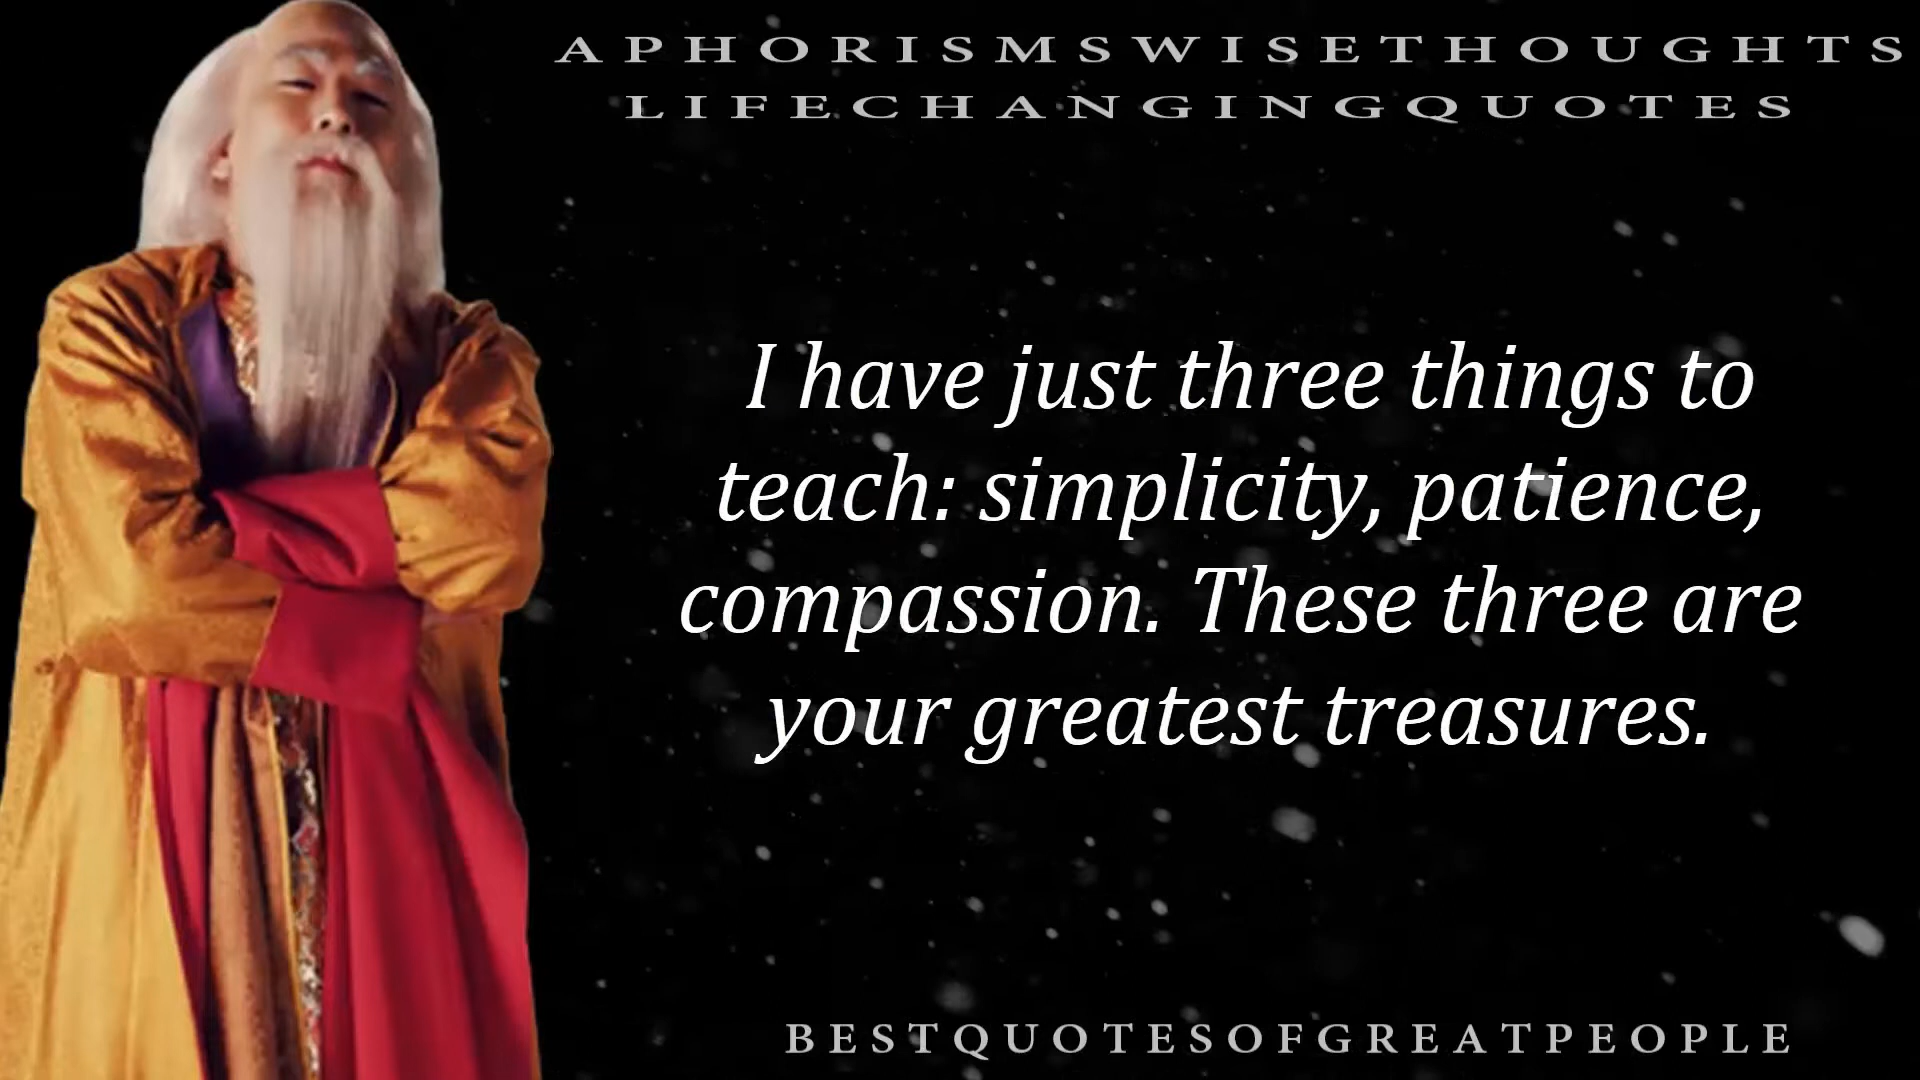 APHORISMSWISETHOUGHTS
LIFECHANGINGQUOTES
I have just three things to
teach: simplicity, patience,
compassion. These three are
your greatest treasures.
BESTQUOTESOFGREATPEOPLE